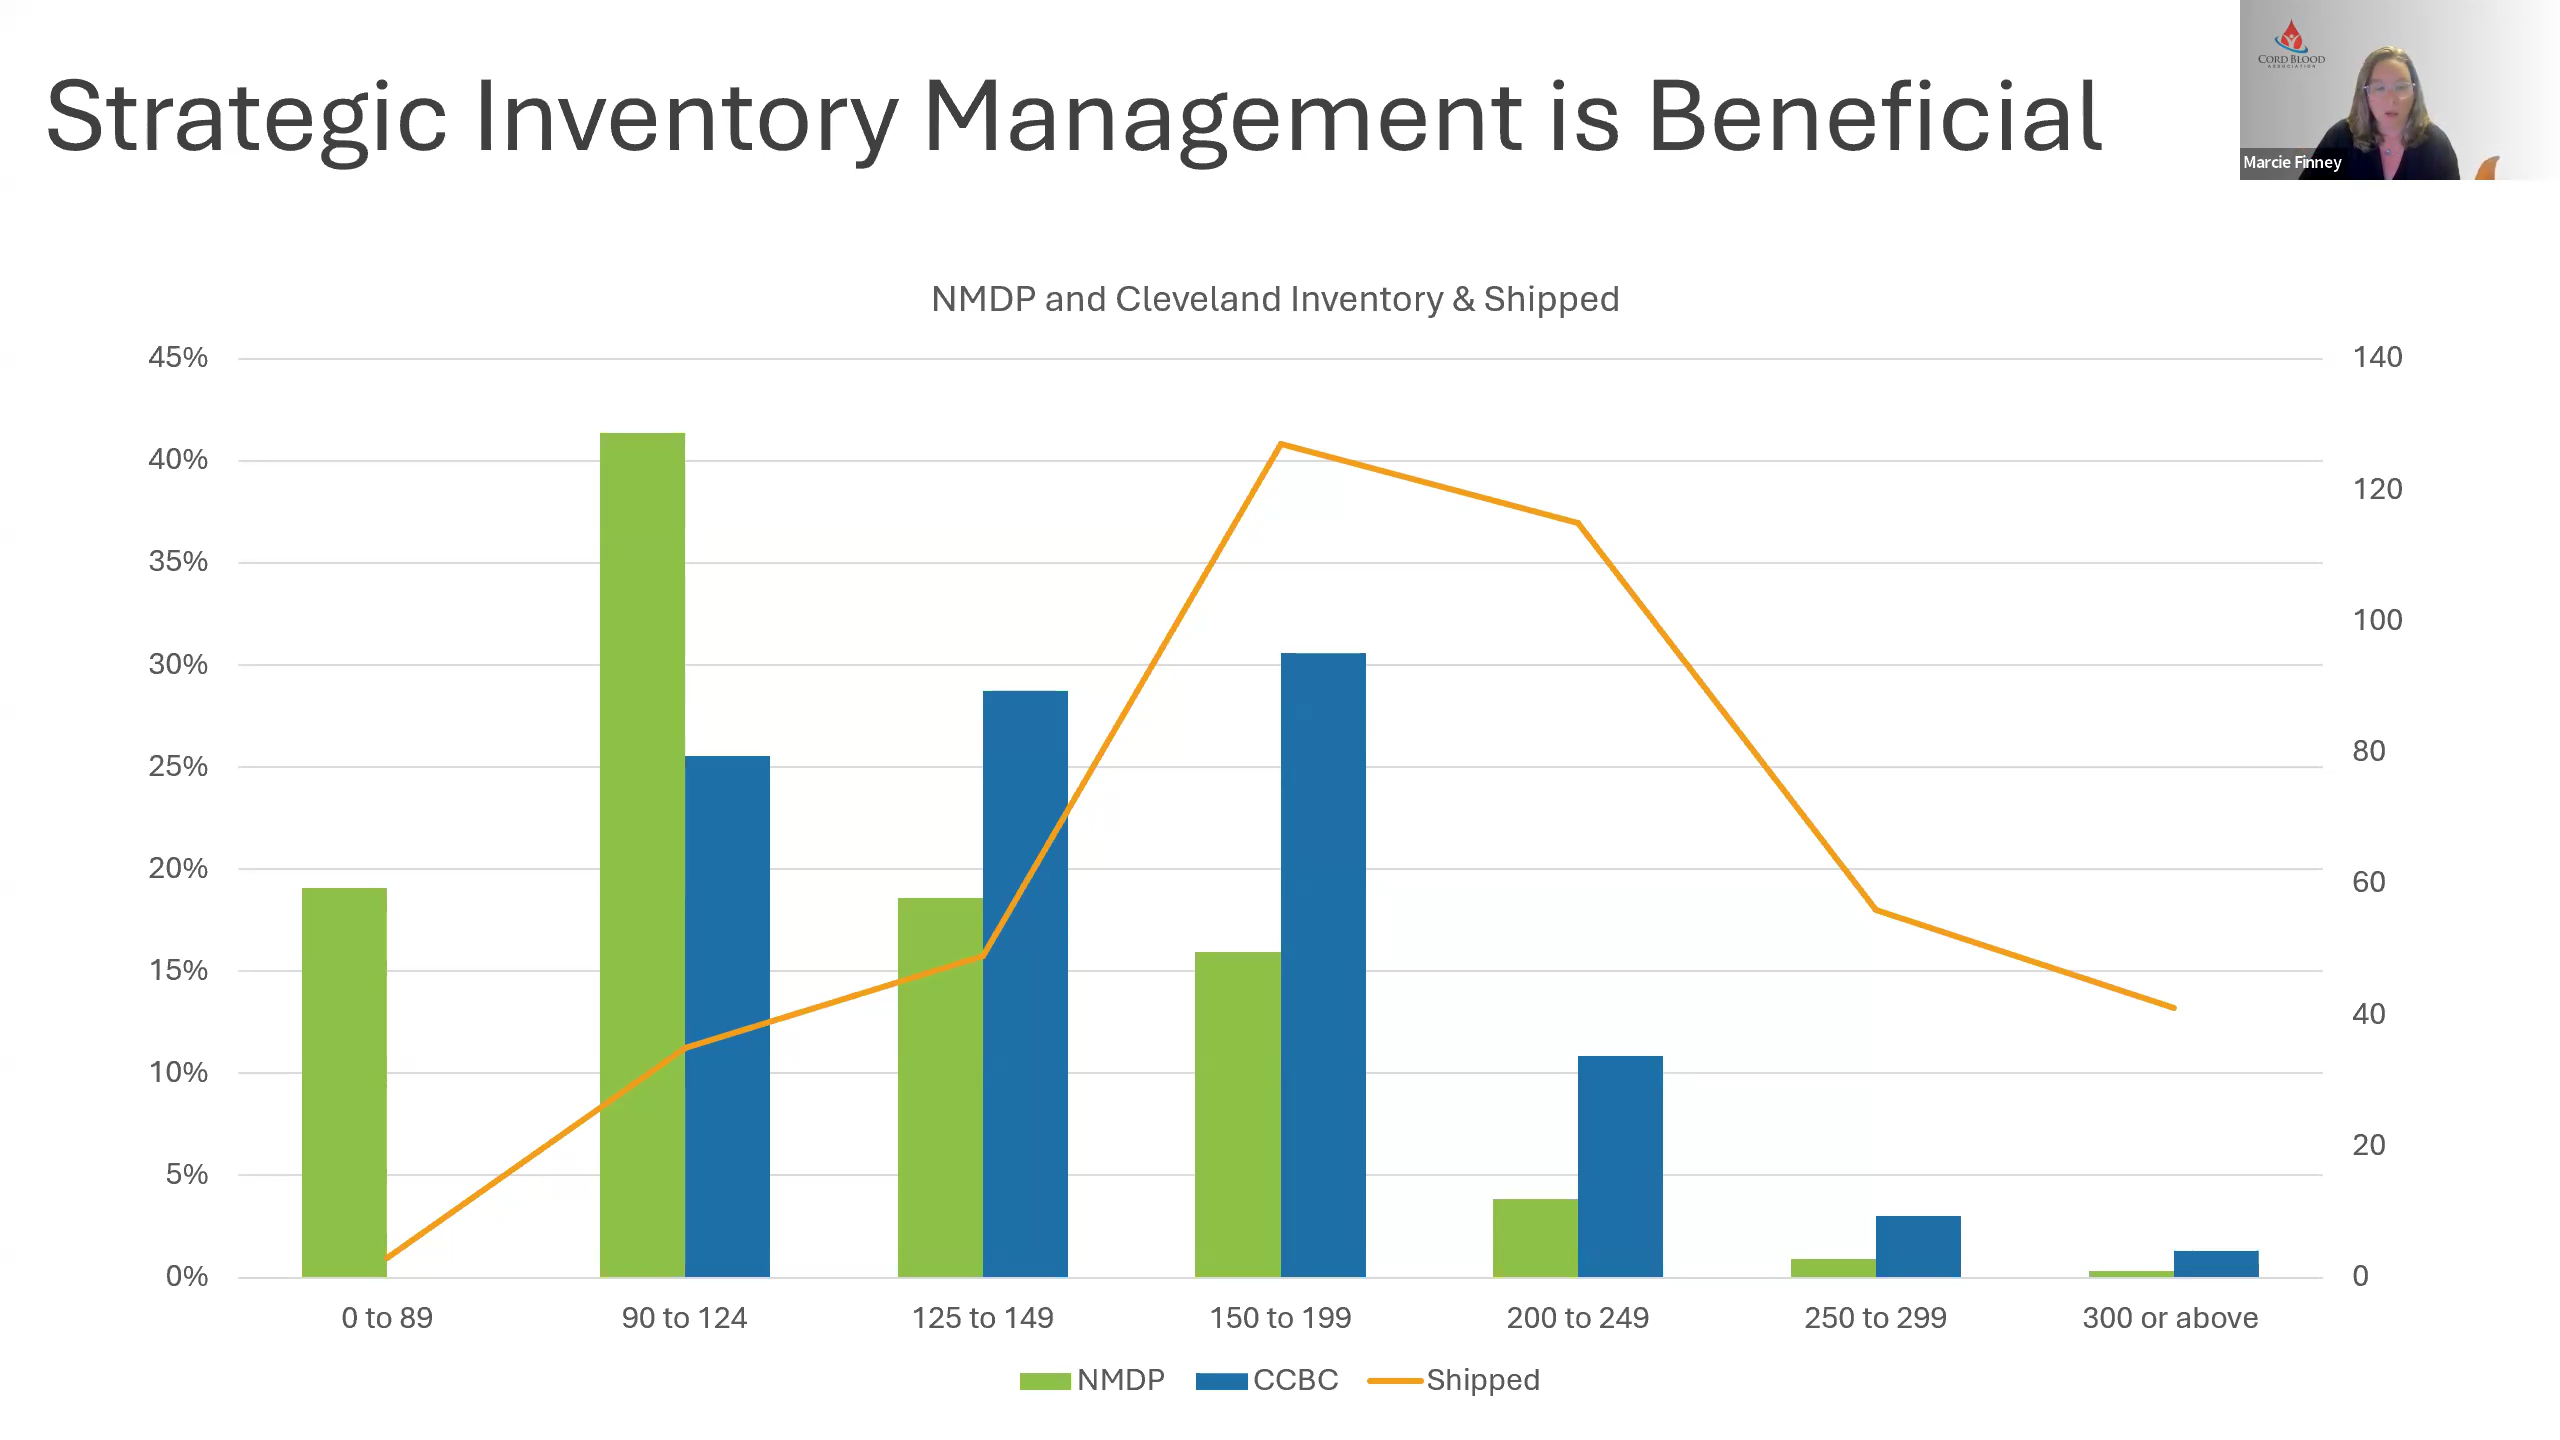 Strategic Inventory Management is Beneficial
CORD BLOOD
ASSOCIATION
Marcie Finney
NMDP and Cleveland Inventory & Shipped
45%
40%
35%
30%
25%
20%
15%
10%
5%
0%
140
120
100
80
60
40
20
0
0 to 89
90 to 124
125 to 149
150 to 199
200 to 249
250 to 299
300 or above
NMDP
CCBC
Shipped